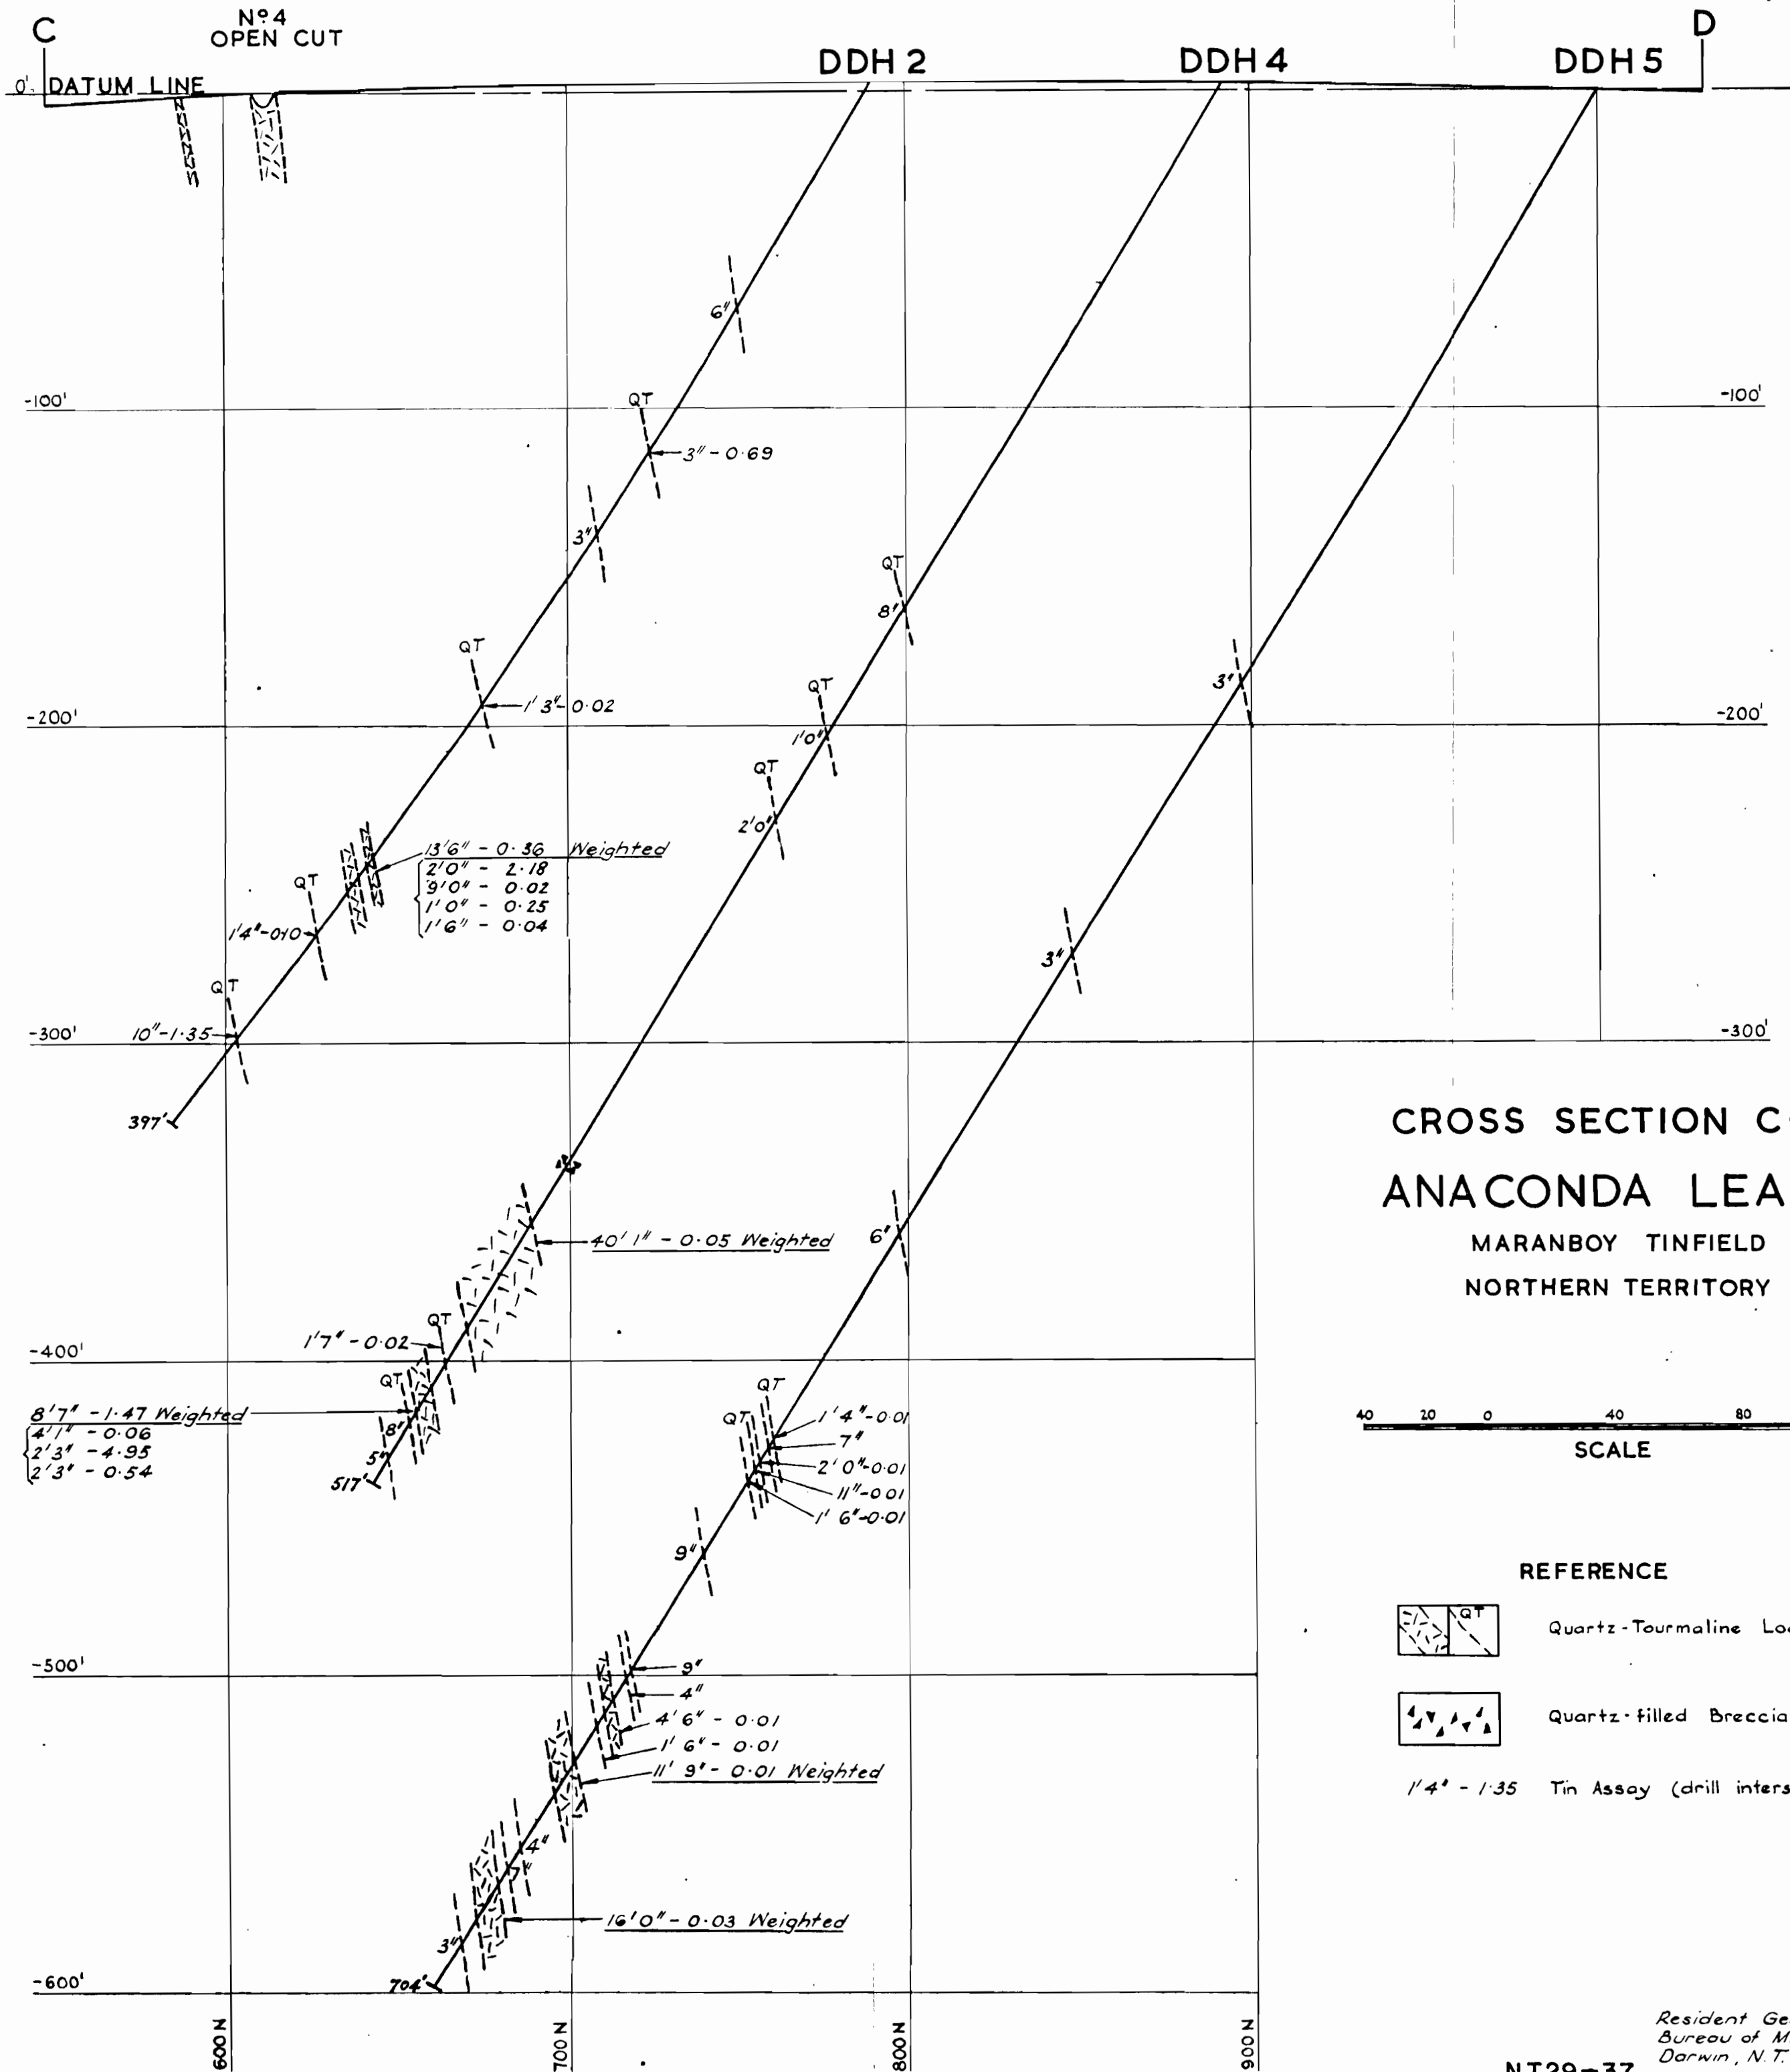 C
Nº4
OPEN CUT
DDH 2
DDH 4
DDH 5
D
0'
DATUM LINE
6"
-100'
-100'
QT
3" - 0·69
3"
QT
8'
QT
1'3" - 0·02
QT
1'0"
3"
-200'
-200'
QT
2'0"
13'6" - 0·36 Weighted
2'0" - 2·18
9'0" - 0·02
1'0" - 0·25
1'6" - 0·04
QT
1'4" - 0·10
3"
QT
10" - 1·35
-300'
-300'
397'
CROSS SECTION C
ANACONDA LEA
MARANBOY TINFIELD
NORTHERN TERRITORY
6"
40'1" - 0·05 Weighted
QT
1'7" - 0·02
-400'
QT
8'7" - 1·47 Weighted
4'1" - 0·06
2'3" - 4·95
2'3" - 0·54
8'
5"
517'
QT
QT
1'4" - 0·01
7"
2'0" - 0·01
11" - 0·01
1'6" - 0·01
40 20 0 40 80
SCALE
9"
REFERENCE
QT
Quartz-Tourmaline
Quartz-filled Breccia
1'4" - 1·35 Tin Assay (drill
-500'
9"
4"
4'6" - 0·01
1'6" - 0·01
11'9" - 0·01 Weighted
4"
7"
16'0" - 0·03 Weighted
3"
704'
-600'
600 N
700 N
800 N
900 N
Resident
Bureau of
Darwin, N.T.
NT29-37